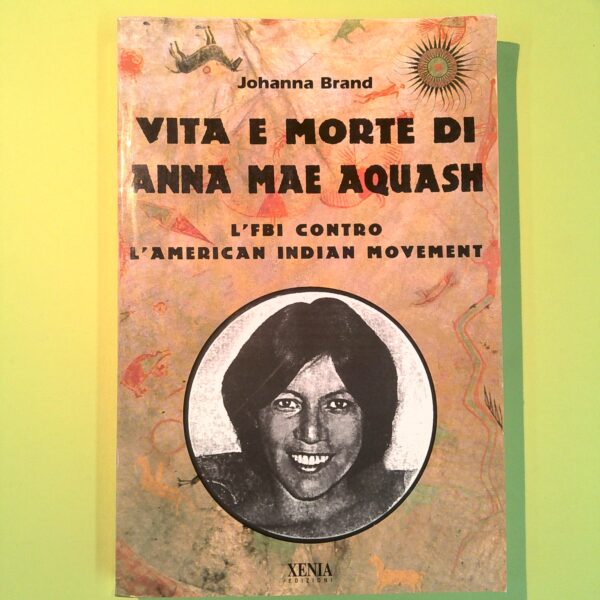 Johanna Brand
VITA E MORTE DI
ANNA MAE AQUASH
L'FBI CONTRO
L'AMERICAN INDIAN MOVEMENT
XENIA
EDIZIONI